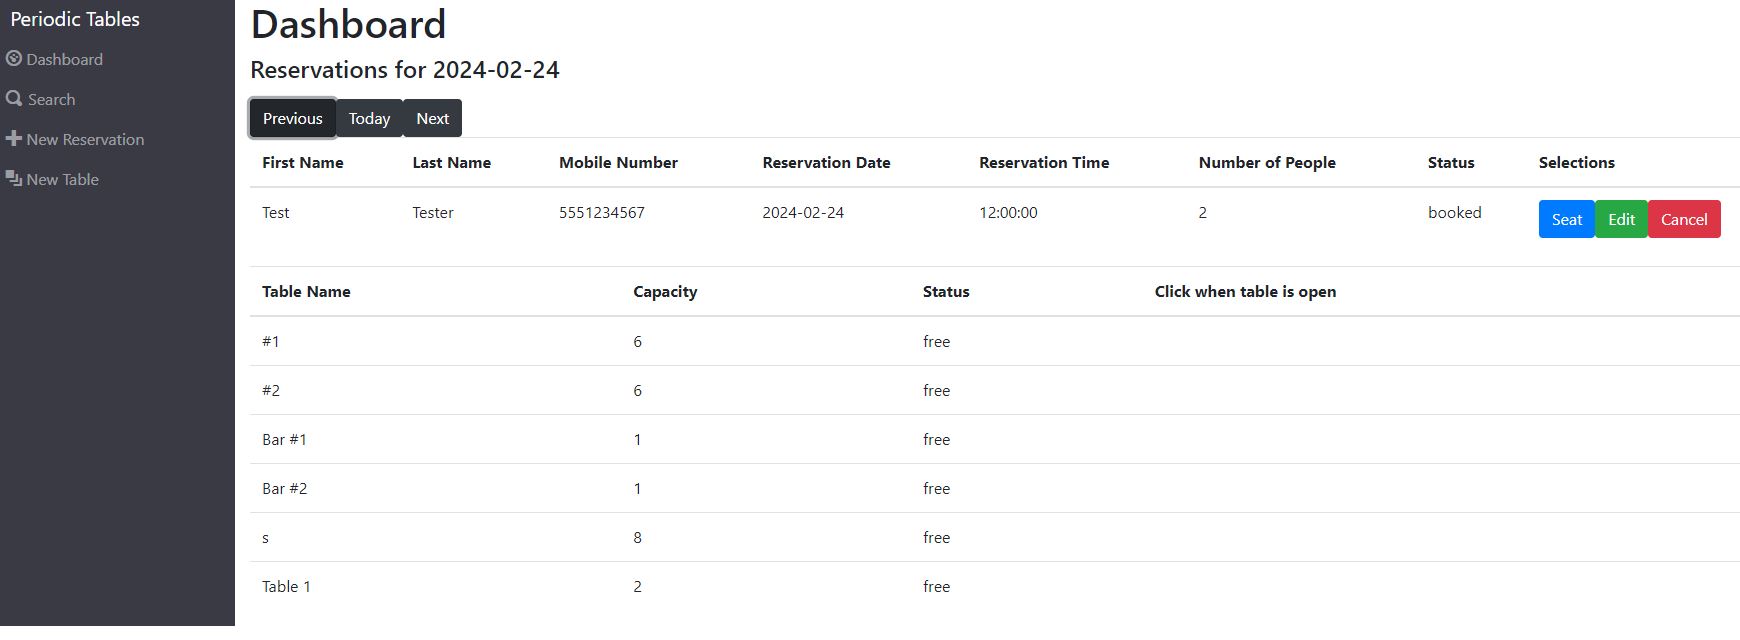 Periodic Tables
Dashboard
Search
New Reservation
New Table
Dashboard
Reservations for 2024-02-24
Previous Today Next
First Name Last Name Mobile Number Reservation Date Reservation Time Number of People Status Selections
Test Tester 5551234567 2024-02-24 12:00:00 2 booked Seat Edit Cancel
Table Name Capacity Status Click when table is open
#1 6 free
#2 6 free
Bar #1 1 free
Bar #2 1 free
s 8 free
Table 1 2 free